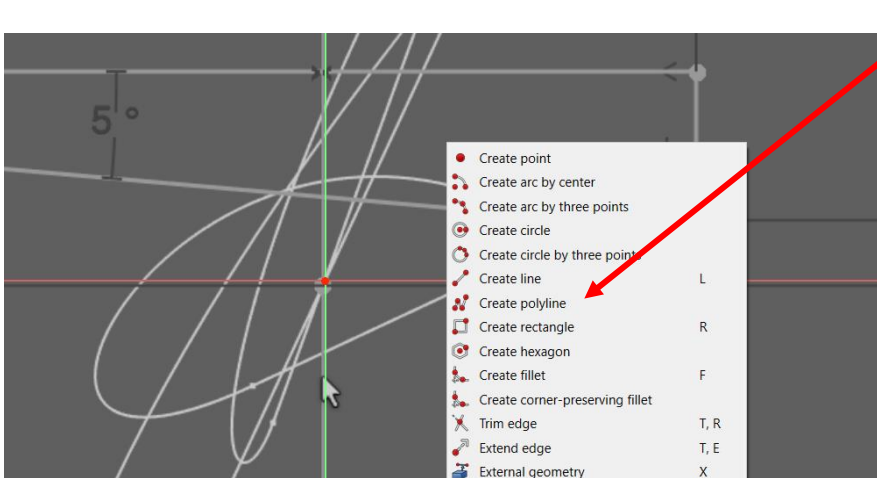 5°
Create point
Create arc by center
Create arc by three points
Create circle
Create circle by three points
Create line L
Create polyline
Create rectangle R
Create hexagon
Create fillet F
Create corner-preserving fillet
Trim edge T, R
Extend edge T, E
External geometry X